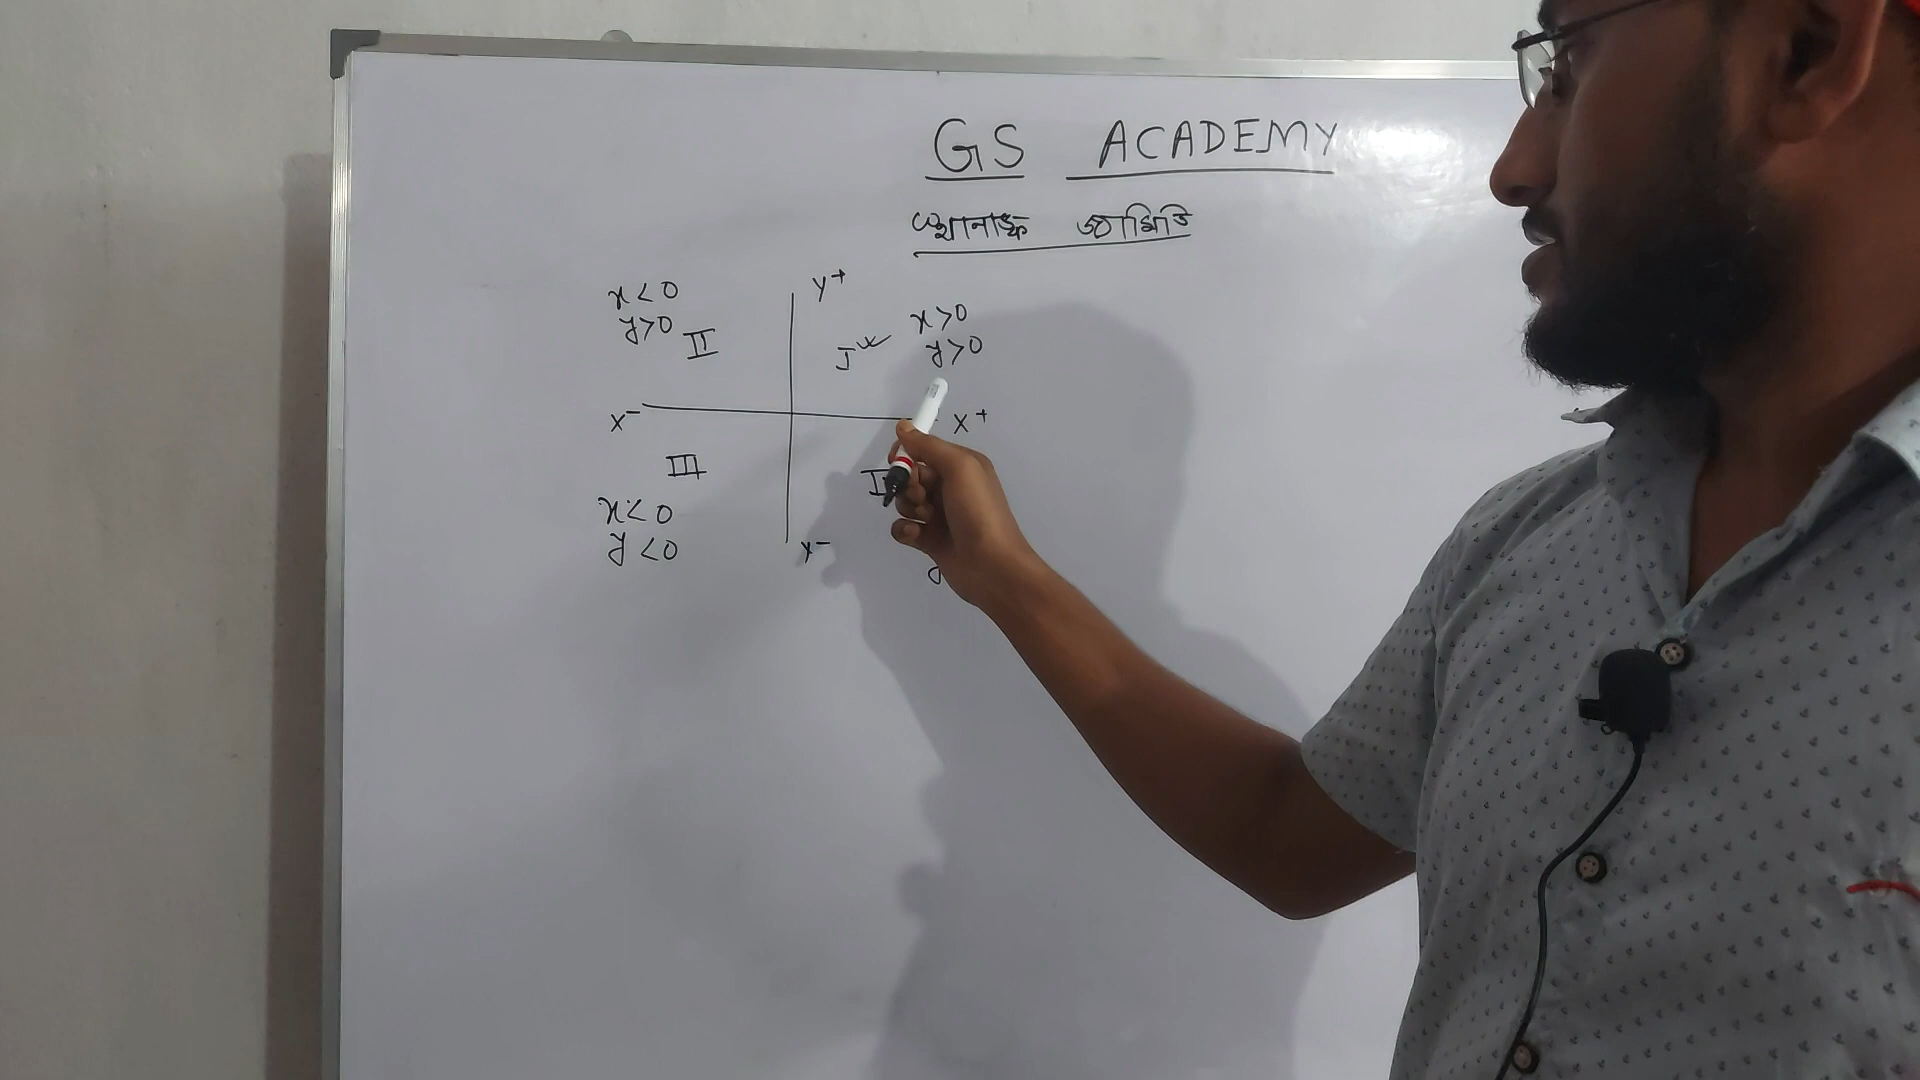 GS ACADEMY
স্থানাঙ্ক জ্যামিতি
Y+
x<0
y>0
II
I
x>0
y>0
X-
X+
III
x<0
y<0
Y-
y